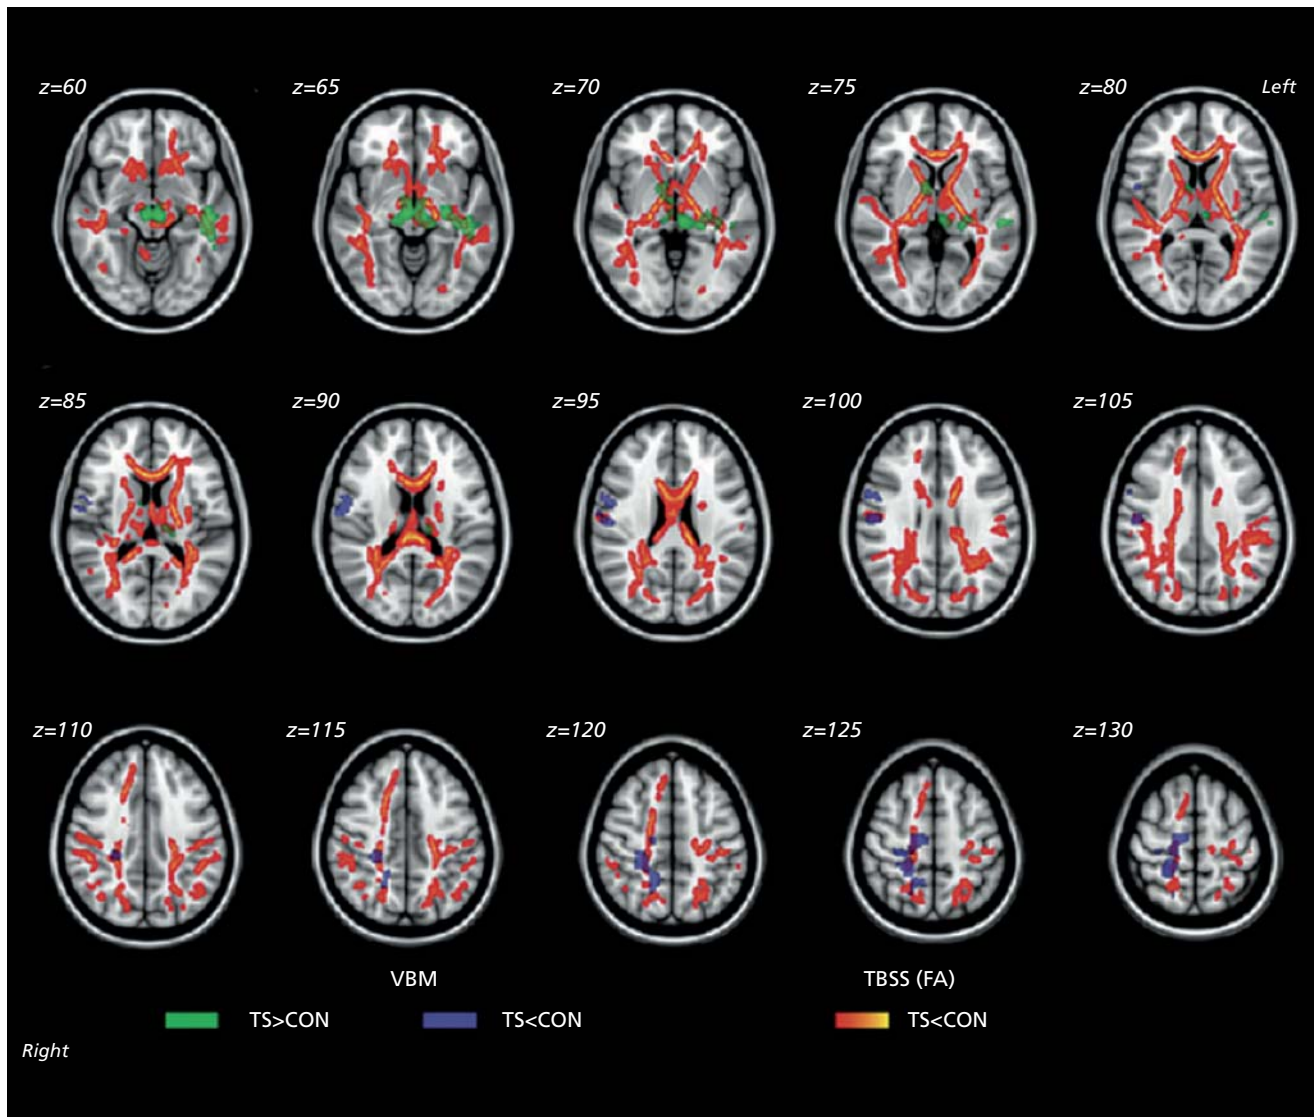 z=60 z=65 z=70 z=75 z=80 Left
z=85 z=90 z=95 z=100 z=105
z=110 z=115 z=120 z=125 z=130
VBM TBSS (FA)
TS>CON TS<CON TS<CON
Right